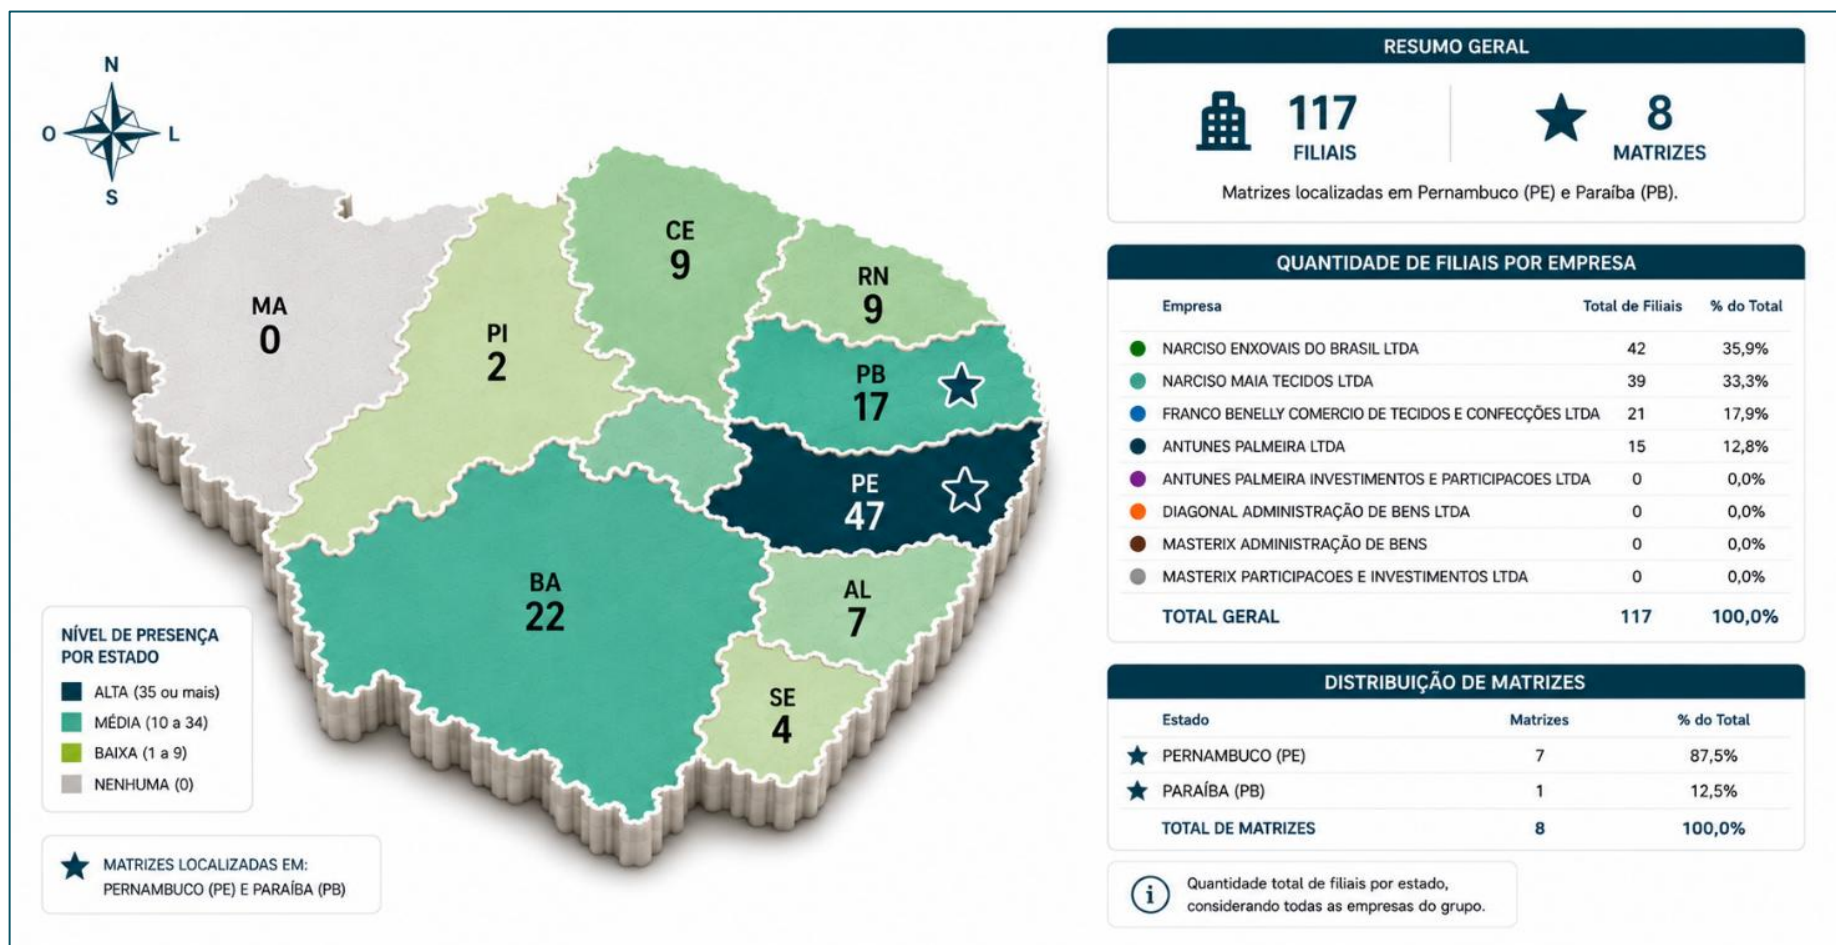 N
O
L
S
MA
0
PI
2
CE
9
RN
9
PB
17
PE
47
BA
22
AL
7
SE
4
NÍVEL DE PRESENÇA
POR ESTADO
ALTA (35 ou mais)
MÉDIA (10 a 34)
BAIXA (1 a 9)
NENHUMA (0)
MATRIZES LOCALIZADAS EM:
PERNAMBUCO (PE) E PARAÍBA (PB)
RESUMO GERAL
117
FILIAIS
8
MATRIZES
Matrizes localizadas em Pernambuco (PE) e Paraíba (PB).
QUANTIDADE DE FILIAIS POR EMPRESA
Empresa Total de Filiais % do Total
NARCISO ENXOVAIS DO BRASIL LTDA 42 35,9%
NARCISO MAIA TECIDOS LTDA 39 33,3%
FRANCO BENELLY COMERCIO DE TECIDOS E CONFECÇÕES LTDA 21 17,9%
ANTUNES PALMEIRA LTDA 15 12,8%
ANTUNES PALMEIRA INVESTIMENTOS E PARTICIPACOES LTDA 0 0,0%
DIAGONAL ADMINISTRAÇÃO DE BENS LTDA 0 0,0%
MASTERIX ADMINISTRAÇÃO DE BENS 0 0,0%
MASTERIX PARTICIPACOES E INVESTIMENTOS LTDA 0 0,0%
TOTAL GERAL 117 100,0%
DISTRIBUIÇÃO DE MATRIZES
Estado Matrizes % do Total
PERNAMBUCO (PE) 7 87,5%
PARAÍBA (PB) 1 12,5%
TOTAL DE MATRIZES 8 100,0%
i
Quantidade total de filiais por estado,
considerando todas as empresas do grupo.